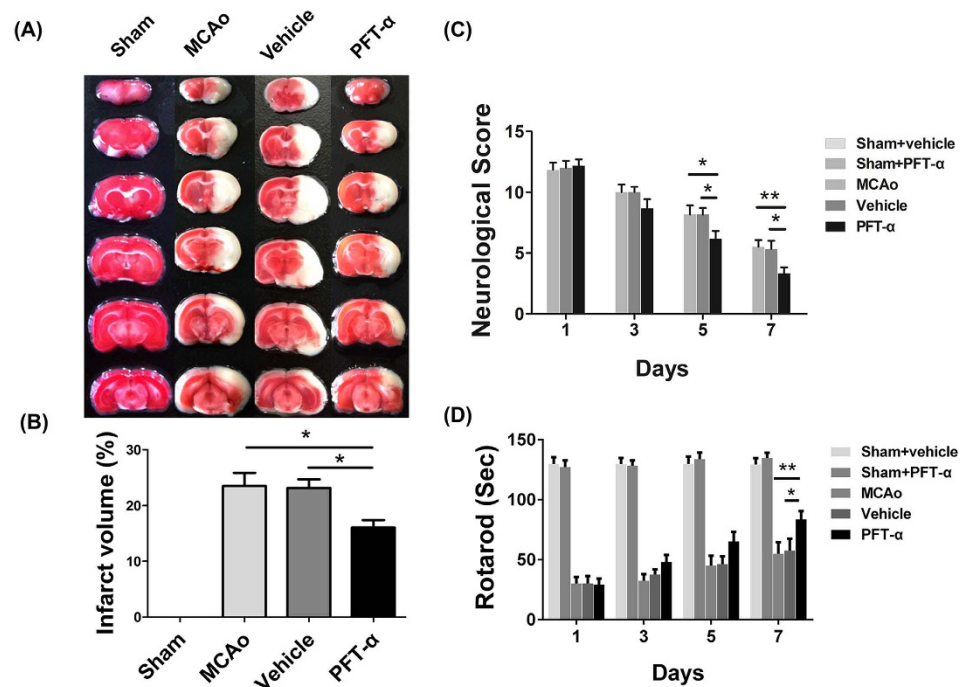 (A)
Sham
MCAo
Vehicle
PFT-α
(B)
Infarct volume (%)
30
20
10
0
*
*
Sham
MCAo
Vehicle
PFT-α
(C)
Neurological Score
15
10
5
0
*
*
**
*
1 3 5 7
Days
Sham+vehicle
Sham+PFT-α
MCAo
Vehicle
PFT-α
(D)
Rotarod (Sec)
150
100
50
0
**
*
1 3 5 7
Days
Sham+vehicle
Sham+PFT-α
MCAo
Vehicle
PFT-α